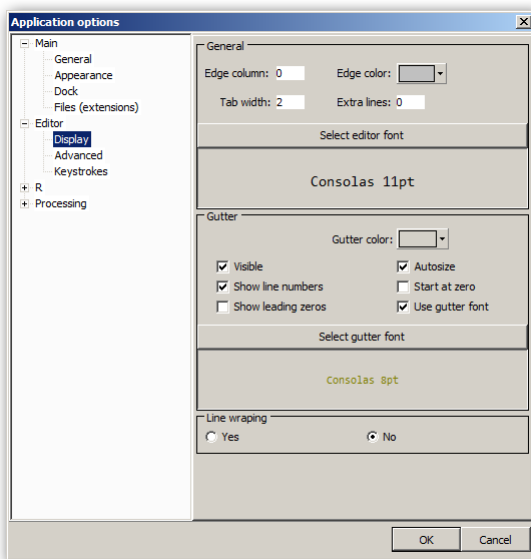 Application options
Main
General
Appearance
Dock
Files (extensions)
Editor
Display
Advanced
Keystrokes
R
Processing
General
Edge column: 0 Edge color:
Tab width: 2 Extra lines: 0
Select editor font
Consolas 11pt
Gutter
Gutter color:
Visible Autosize
Show line numbers Start at zero
Show leading zeros Use gutter font
Select gutter font
Consolas 8pt
Line wraping
Yes No
OK Cancel